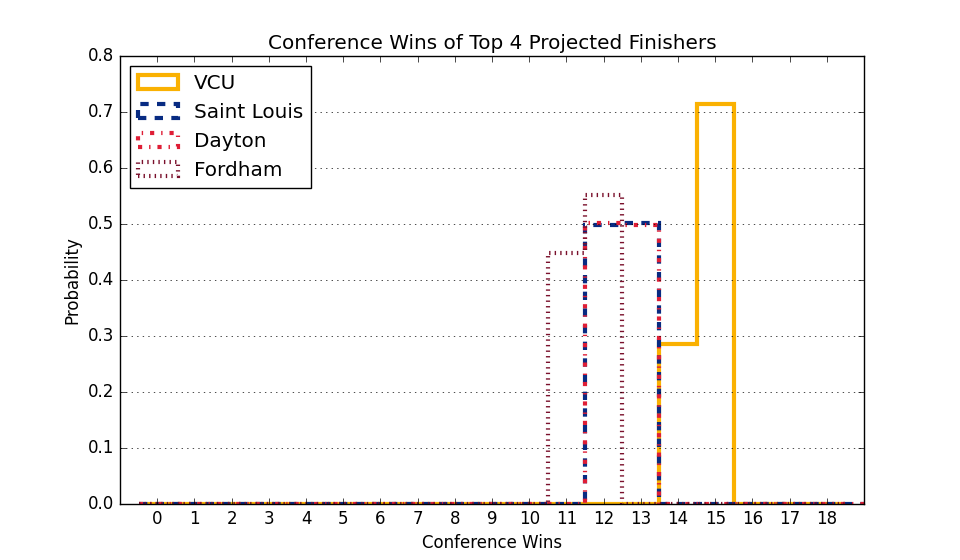 Conference Wins of Top 4 Projected Finishers
0.8
0.7
0.6
0.5
0.4
0.3
0.2
0.1
0.0
Probability
VCU
Saint Louis
Dayton
Fordham
0 1 2 3 4 5 6 7 8 9 10 11 12 13 14 15 16 17 18
Conference Wins